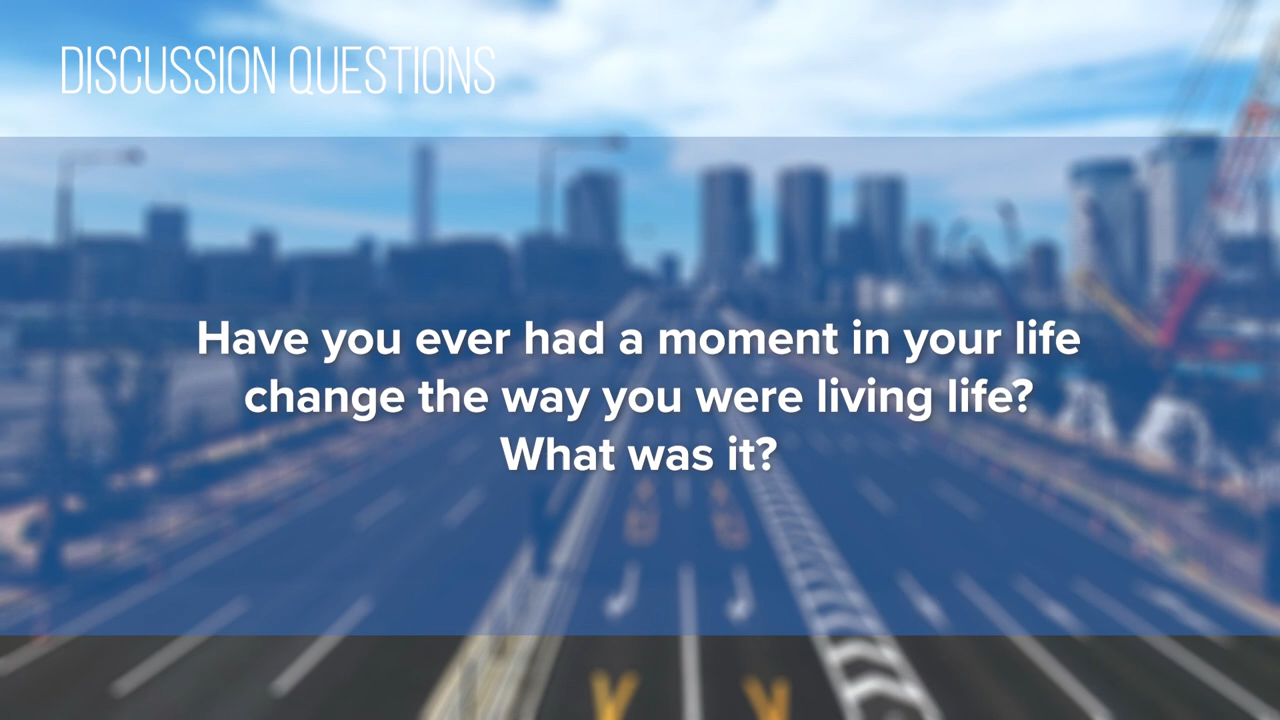 DISCUSSION QUESTIONS
Have you ever had a moment in your life
change the way you were living life?
What was it?